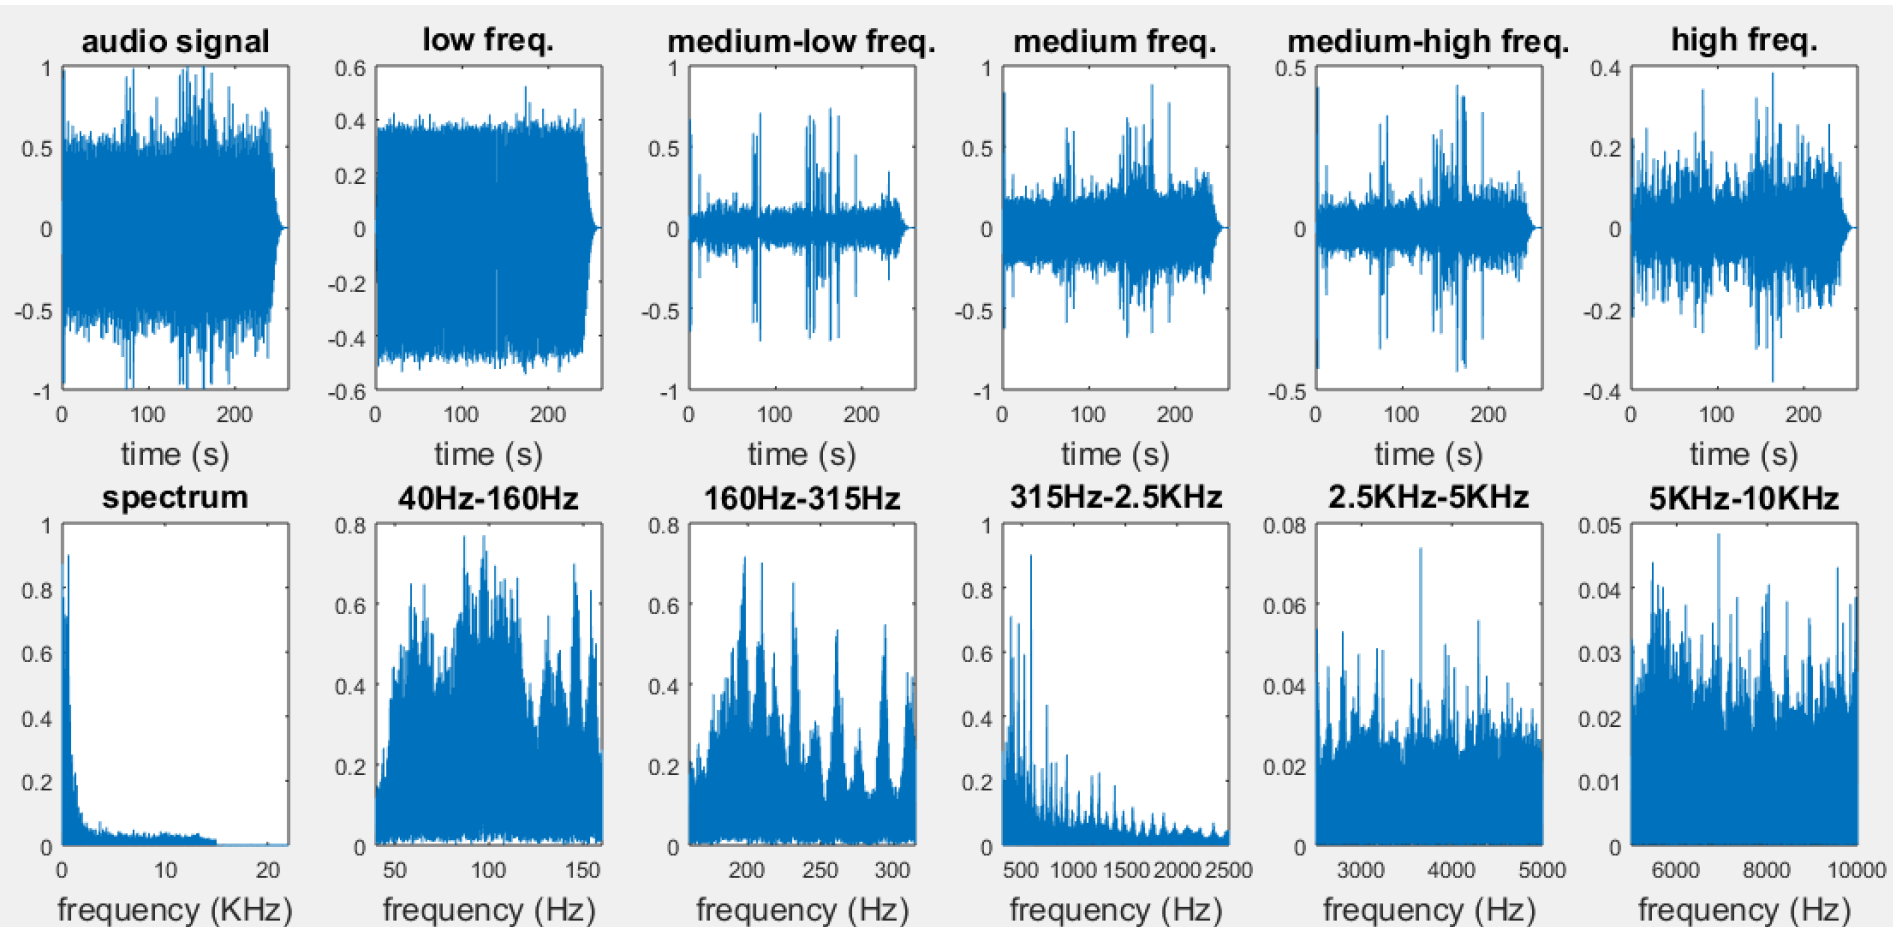 audio signal low freq. medium-low freq. medium freq. medium-high freq. high freq.
1 0.6 1 1 0.5 0.4
0.5 0.4 0.5 0.5 0.2
0.2
0 0 0 0 0 0
-0.2
-0.5 -0.4 -0.5 -0.5 -0.2
-1 -0.6 -1 -1 -0.5 -0.4
0 100 200 0 100 200 0 100 200 0 100 200 0 100 200 0 100 200
time (s) time (s) time (s) time (s) time (s) time (s)
spectrum 40Hz-160Hz 160Hz-315Hz 315Hz-2.5KHz 2.5KHz-5KHz 5KHz-10KHz
1 0.8 0.8 1 0.08 0.05
0.8 0.6 0.6 0.8 0.06 0.04
0.6 0.4 0.4 0.6 0.04 0.03
0.4 0.2 0.2 0.4 0.02 0.02
0.2 0.2 0.01
0 0 0 0 0 0
0 10 20 50 100 150 200 250 300 500 1000 1500 2000 2500 3000 4000 5000 6000 8000 10000
frequency (KHz) frequency (Hz) frequency (Hz) frequency (Hz) frequency (Hz) frequency (Hz)